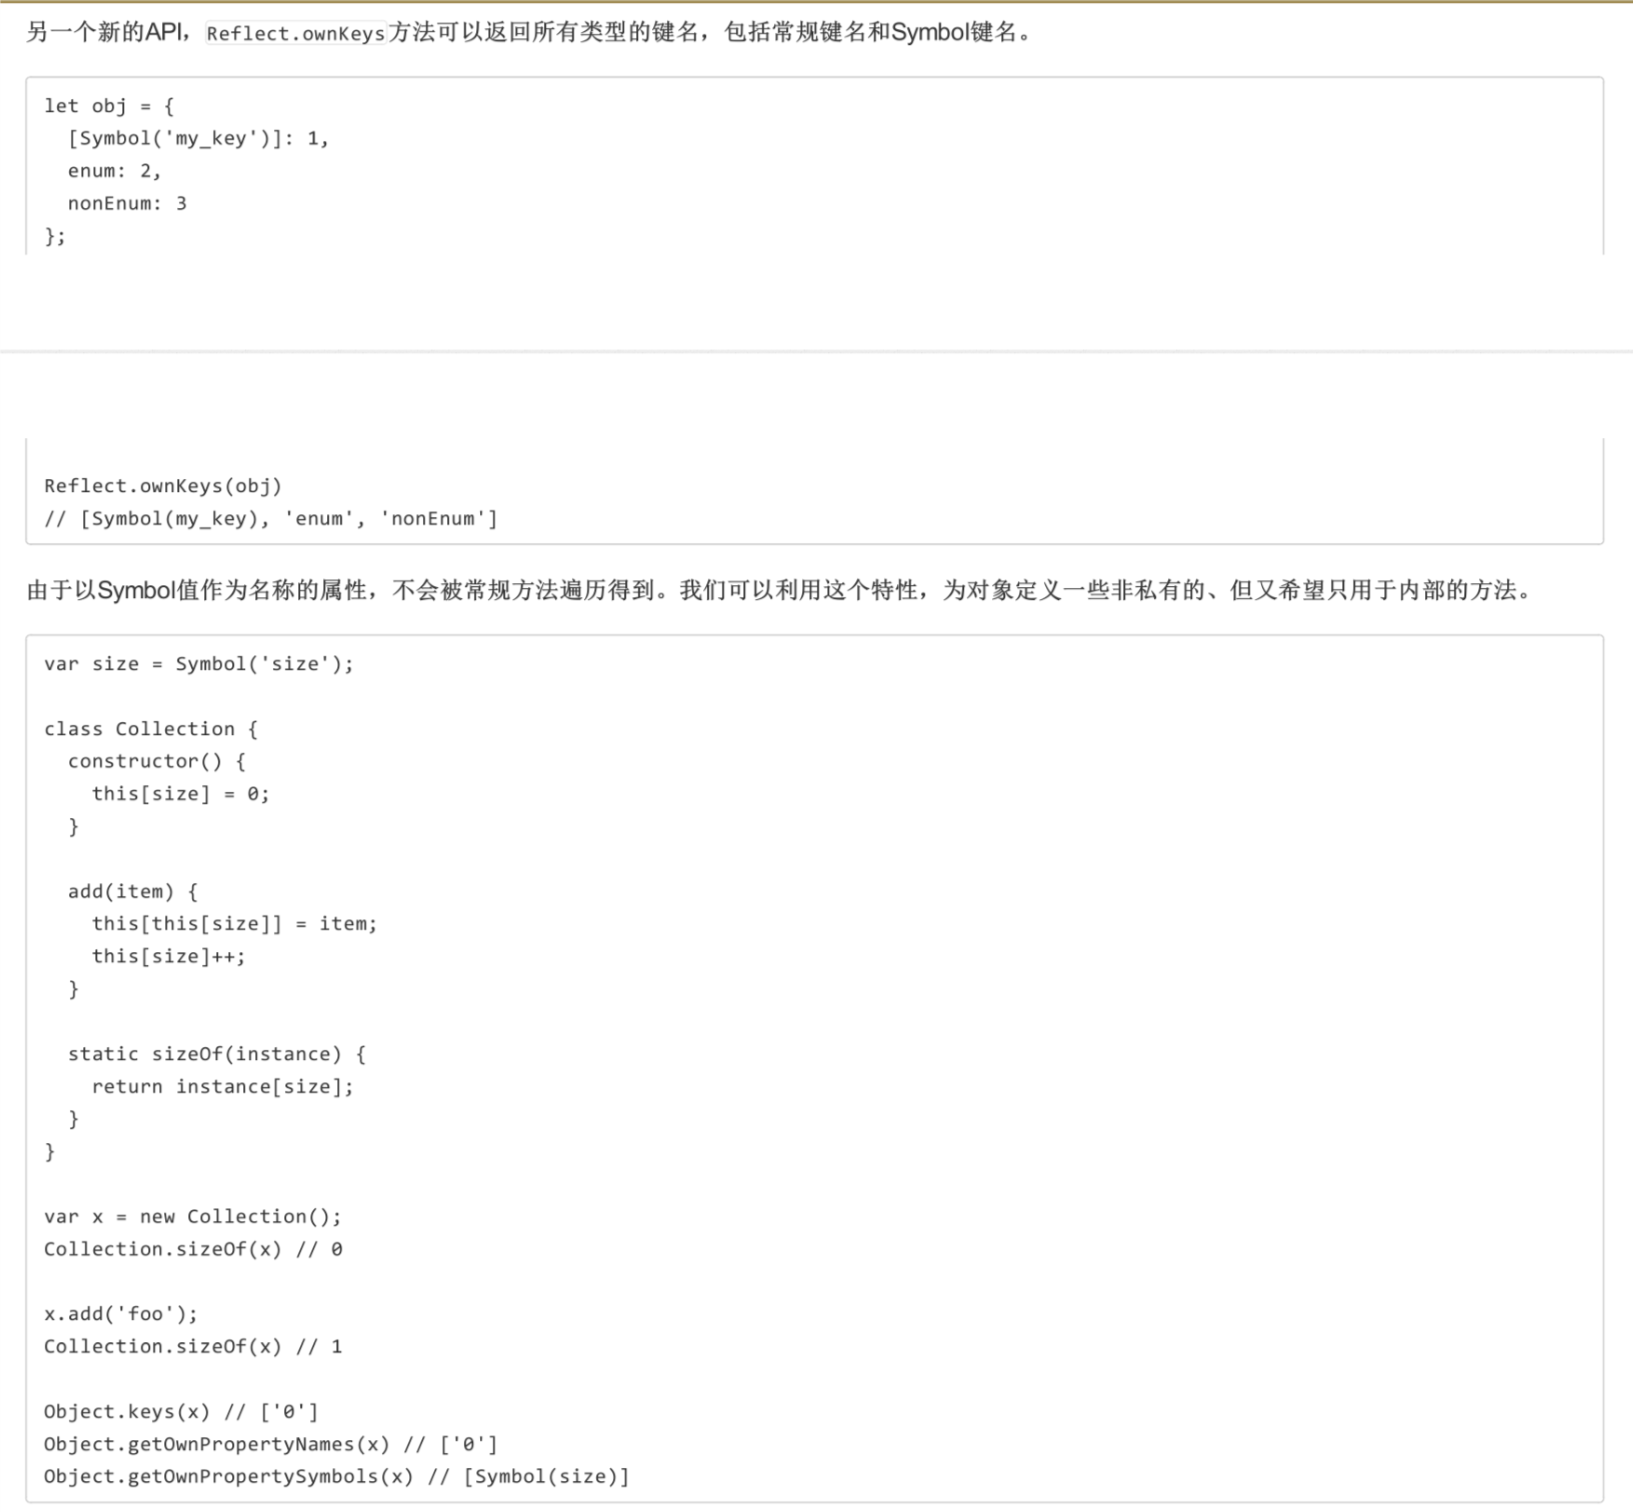 另一个新的API，Reflect.ownKeys方法可以返回所有类型的键名，包括常规键名和Symbol键名。
let obj = {
  [Symbol('my_key')]: 1,
  enum: 2,
  nonEnum: 3
};
Reflect.ownKeys(obj)
// [Symbol(my_key), 'enum', 'nonEnum']
由于以Symbol值作为名称的属性，不会被常规方法遍历得到。我们可以利用这个特性，为对象定义一些非私有的、但又希望只用于内部的方法。
var size = Symbol('size');
class Collection {
  constructor() {
    this[size] = 0;
  }
  add(item) {
    this[this[size]] = item;
    this[size]++;
  }
  static sizeOf(instance) {
    return instance[size];
  }
}
var x = new Collection();
Collection.sizeOf(x) // 0
x.add('foo');
Collection.sizeOf(x) // 1
Object.keys(x) // ['0']
Object.getOwnPropertyNames(x) // ['0']
Object.getOwnPropertySymbols(x) // [Symbol(size)]